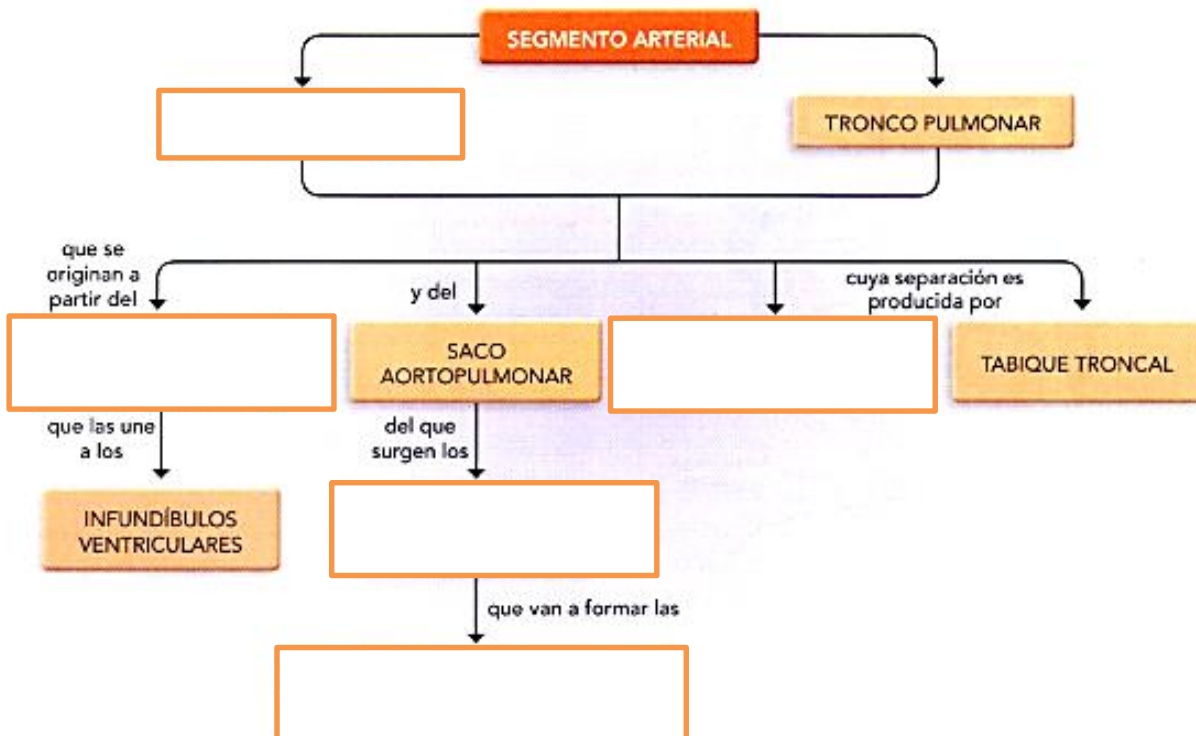 SEGMENTO ARTERIAL
TRONCO PULMONAR
que se
originan a
partir del
y del
cuya separación es
producida por
SACO
AORTOPULMONAR
TABIQUE TRONCAL
que las une
a los
del que
surgen los
INFUNDÍBULOS
VENTRICULARES
que van a formar las